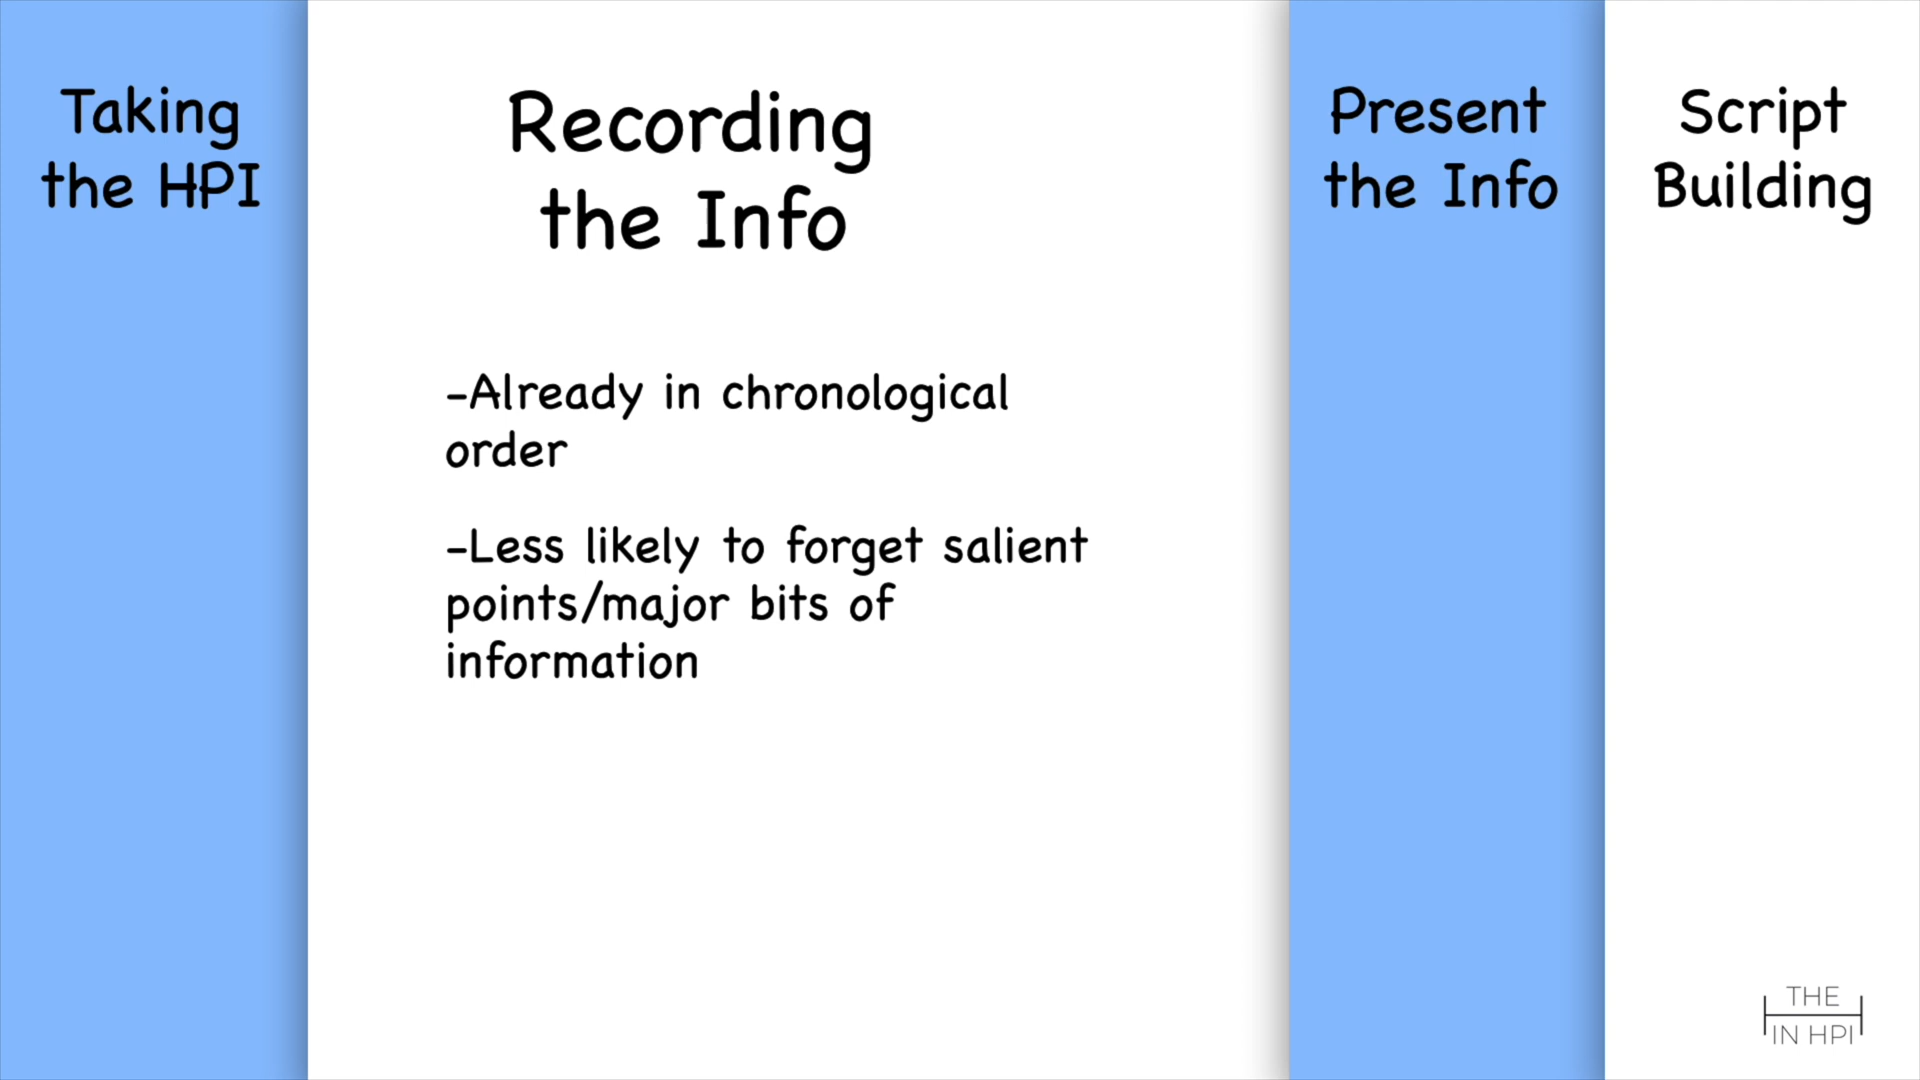 Taking
the HPI
Recording
the Info
-Already in chronological
order
-Less likely to forget salient
points/major bits of
information
Present
the Info
Script
Building
THE
IN HPI